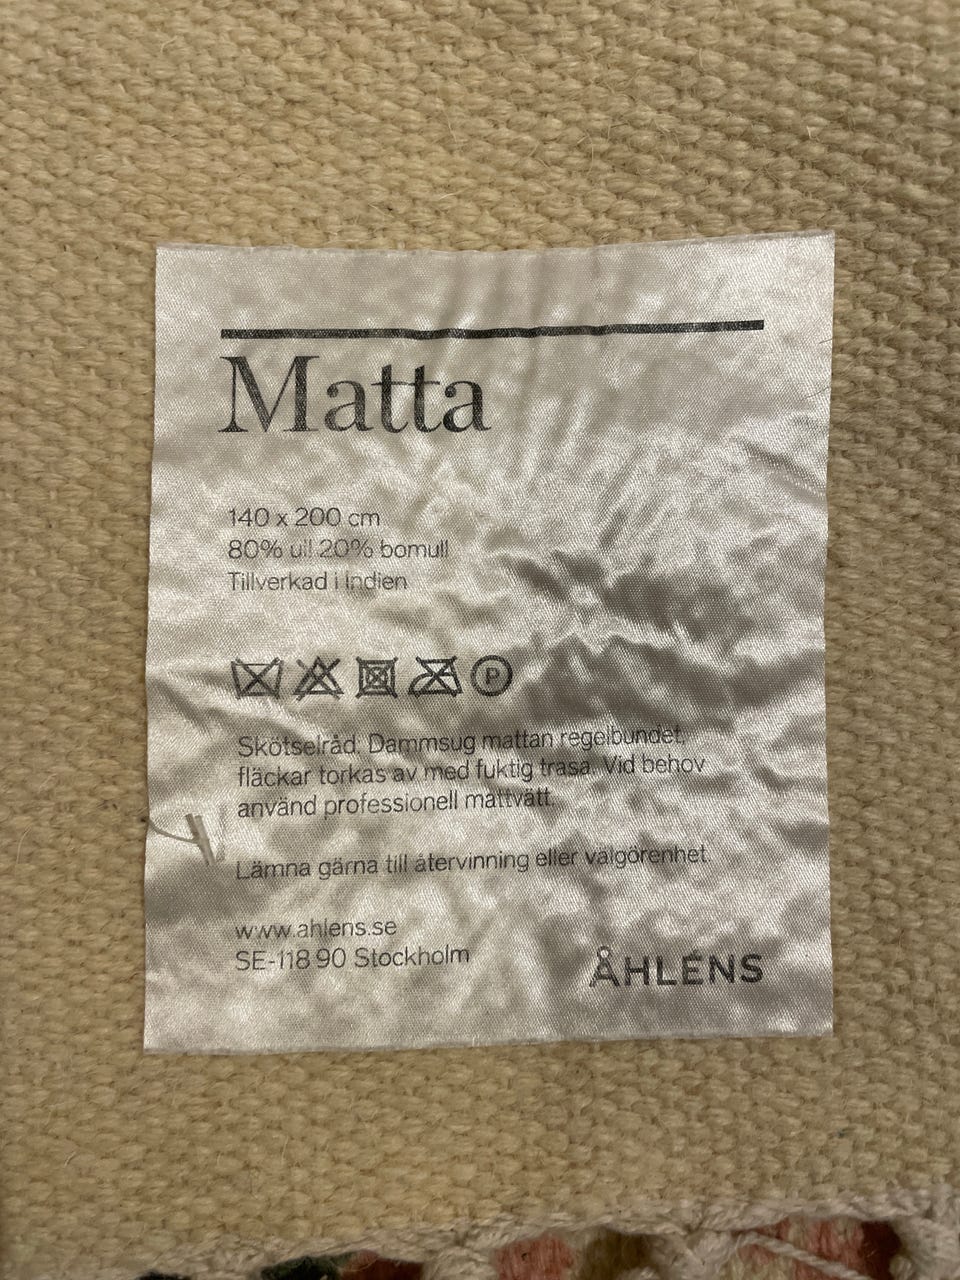 Matta
140 x 200 cm
80% ull 20% bomull
Tillverkad i Indien
P
Skötselråd: Dammsug mattan regelbundet,
fläckar torkas av med fuktig trasa. Vid behov
använd professionell mattvätt.
Lämna gärna till återvinning eller välgörenhet.
www.ahlens.se
SE-118 90 Stockholm
ÅHLÉNS